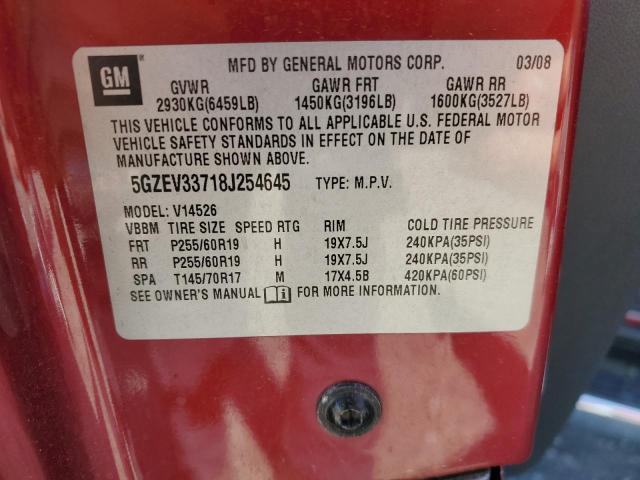 GM
MFD BY GENERAL MOTORS CORP. 03/08
GVWR GAWR FRT GAWR RR
2930KG(6459LB) 1450KG(3196LB) 1600KG(3527LB)
THIS VEHICLE CONFORMS TO ALL APPLICABLE U.S. FEDERAL MOTOR
VEHICLE SAFETY STANDARDS IN EFFECT ON THE DATE OF
MANUFACTURE SHOWN ABOVE.
5GZEV33718J254645 TYPE: M.P.V.
MODEL: V14526
VBBM TIRE SIZE SPEED RTG RIM COLD TIRE PRESSURE
FRT P255/60R19 H 19X7.5J 240KPA(35PSI)
RR P255/60R19 H 19X7.5J 240KPA(35PSI)
SPA T145/70R17 M 17X4.5B 420KPA(60PSI)
SEE OWNER'S MANUAL i FOR MORE INFORMATION.